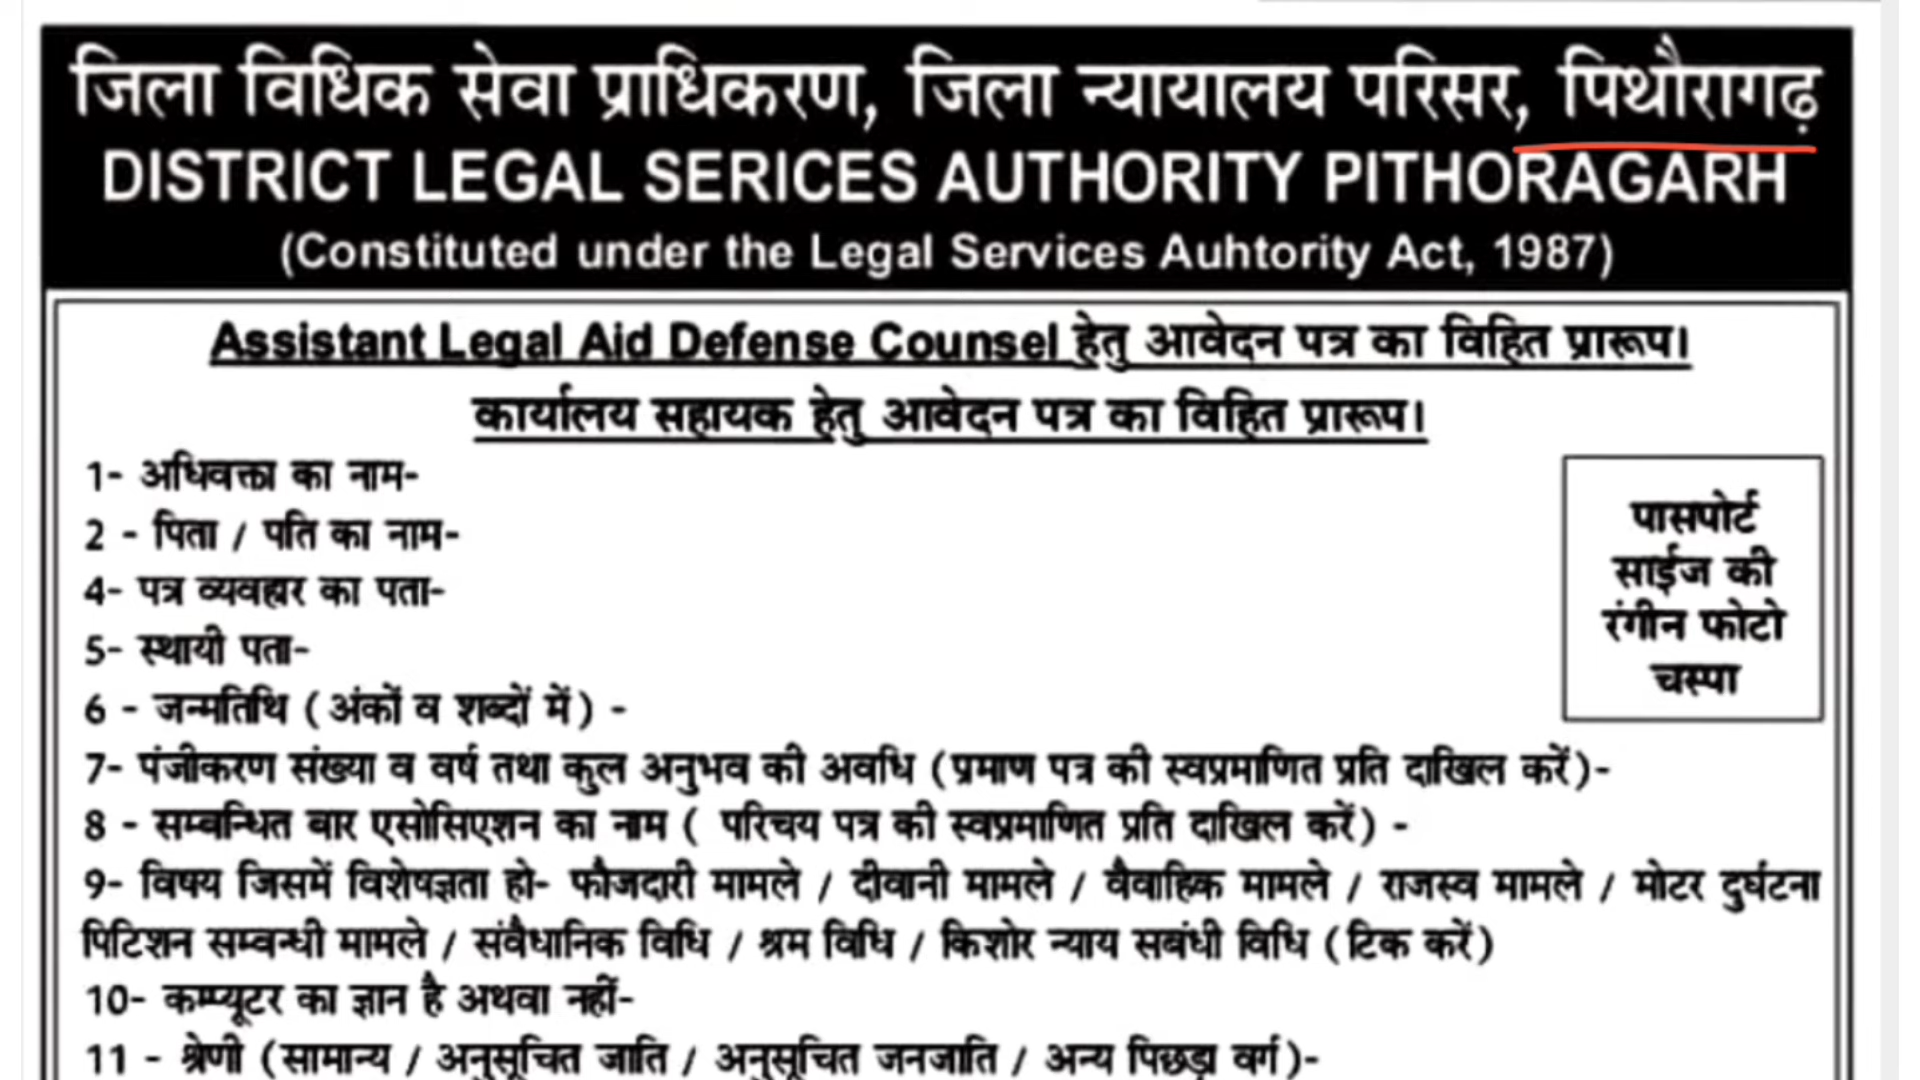 जिला विधिक सेवा प्राधिकरण, जिला न्यायालय परिसर, पिथौरागढ़
DISTRICT LEGAL SERICES AUTHORITY PITHORAGARH
(Constituted under the Legal Services Auhtority Act, 1987)
Assistant Legal Aid Defense Counsel हेतु आवेदन पत्र का विहित प्रारूप।
कार्यालय सहायक हेतु आवेदन पत्र का विहित प्रारूप।
1- अधिवक्ता का नाम-
2 - पिता / पति का नाम-
4- पत्र व्यवहार का पता-
5- स्थायी पता-
6 - जन्मतिथि (अंकों व शब्दों में) -
पासपोर्ट
साईज की
रंगीन फोटो
चस्पा
7- पंजीकरण संख्या व वर्ष तथा कुल अनुभव की अवधि (प्रमाण पत्र की स्वप्रमाणित प्रति दाखिल करें)-
8 - सम्बन्धित बार एसोसिएशन का नाम ( परिचय पत्र की स्वप्रमाणित प्रति दाखिल करें) -
9- विषय जिसमें विशेषज्ञता हो- फौजदारी मामले / दीवानी मामले / वैवाहिक मामले / राजस्व मामले / मोटर दुर्घटना
पिटिशन सम्बन्धी मामले / संवैधानिक विधि / श्रम विधि / किशोर न्याय सबंधी विधि (टिक करें)
10- कम्प्यूटर का ज्ञान है अथवा नहीं-
11 - श्रेणी (सामान्य / अनुसूचित जाति / अनुसूचित जनजाति / अन्य पिछड़ा वर्ग)-